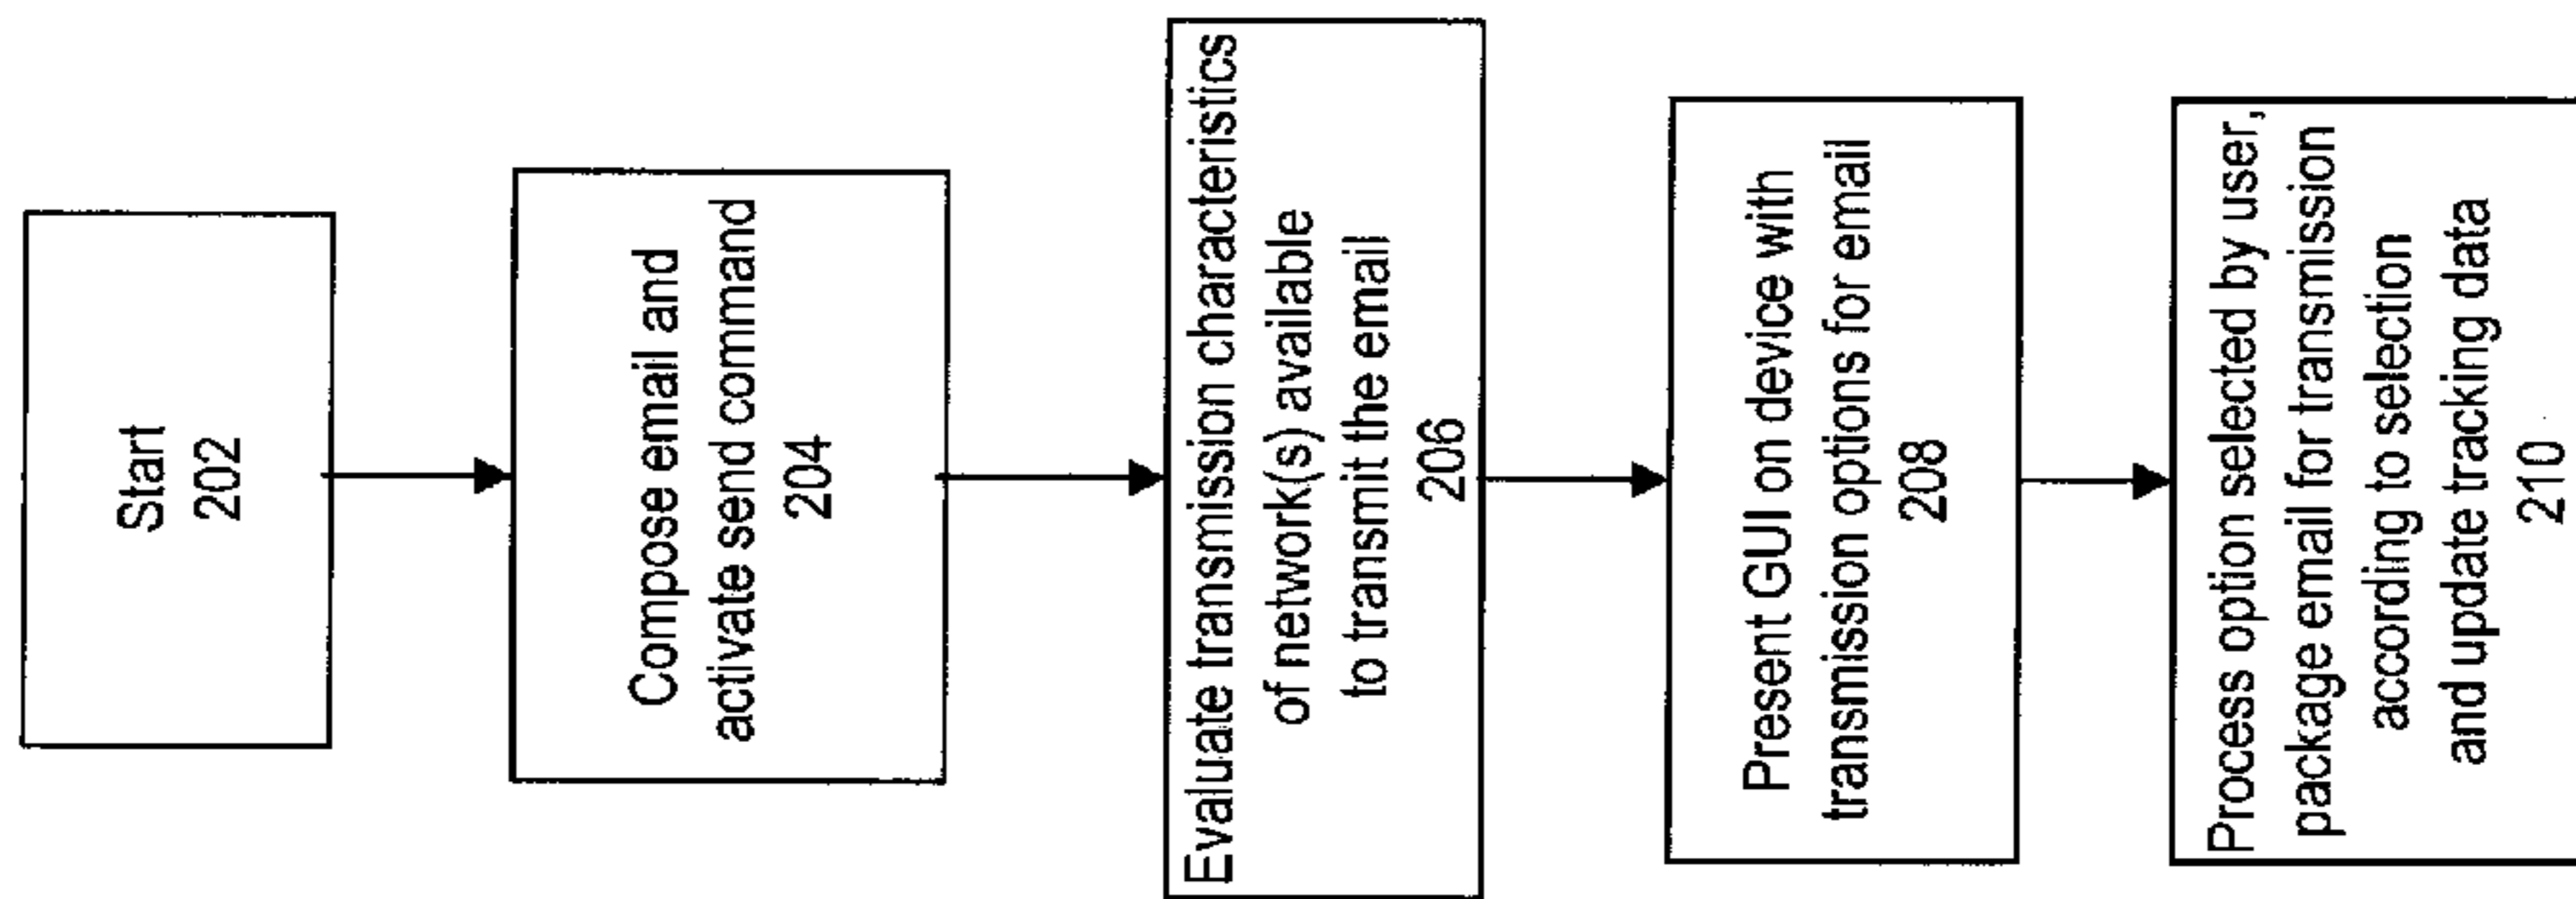 Start
202
Compose email and
activate send command
204
Evaluate transmission characteristics
of network(s) available
to transmit the email
206
Present GUI on device with
transmission options for email
208
Process option selected by user,
package email for transmission
according to selection
and update tracking data
210